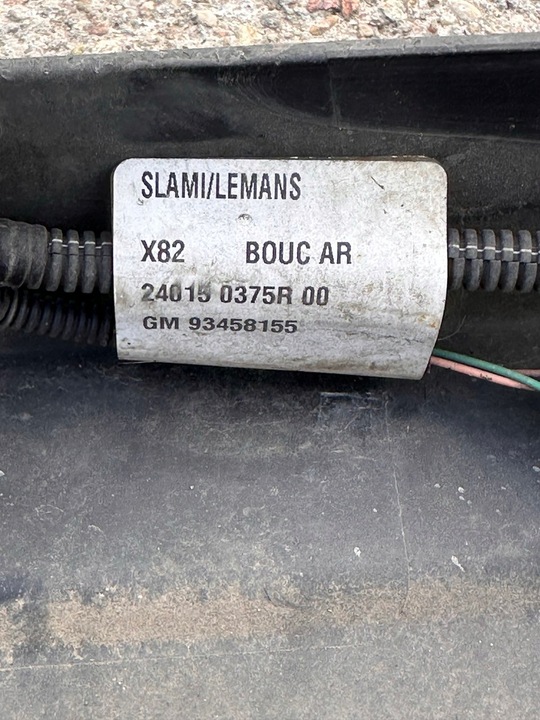 SLAMI/LEMANS
X82 BOUC AR
24015 0375R 00
GM 93458155